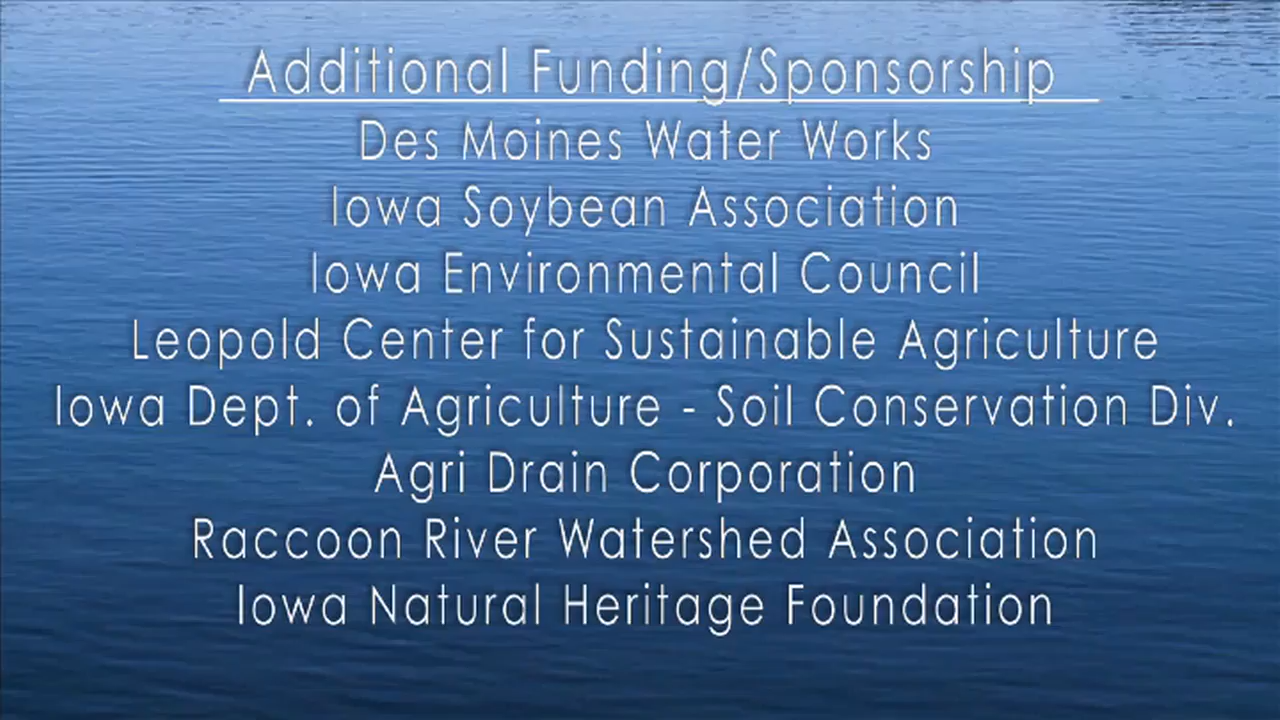 Additional Funding/Sponsorship
Des Moines Water Works
Iowa Soybean Association
Iowa Environmental Council
Leopold Center for Sustainable Agriculture
Iowa Dept. of Agriculture - Soil Conservation Div.
Agri Drain Corporation
Raccoon River Watershed Association
Iowa Natural Heritage Foundation